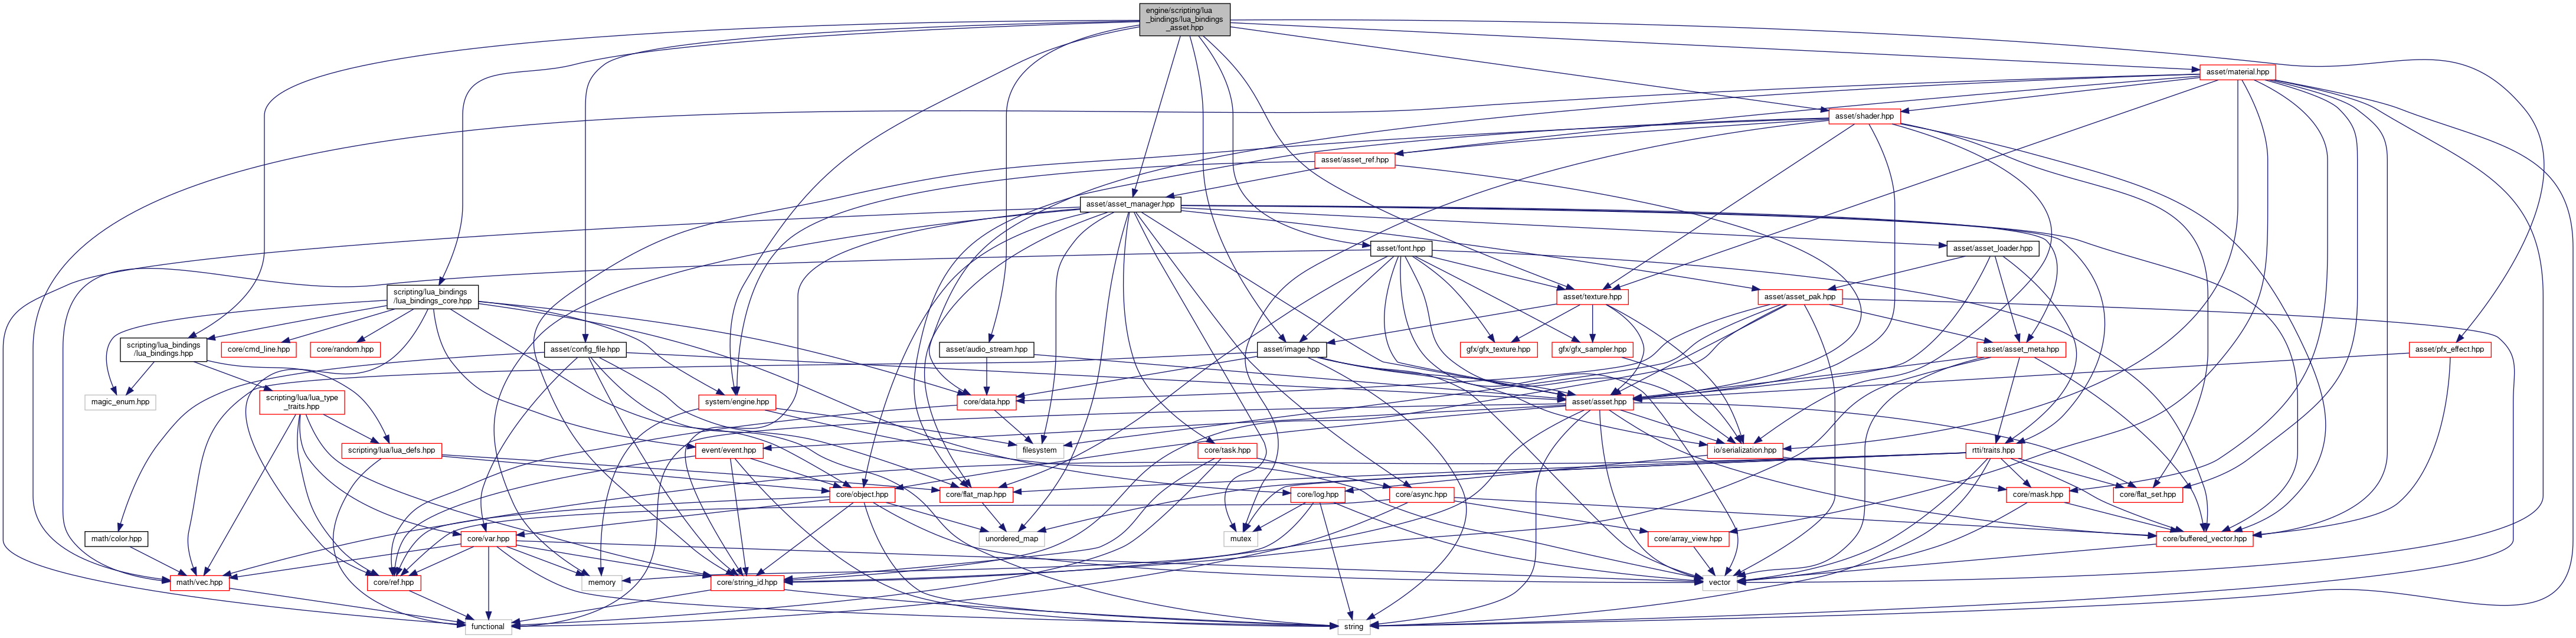 engine/scripting/lua
_bindings/lua_bindings
_asset.hpp
asset/material.hpp
asset/shader.hpp
asset/asset_ref.hpp
asset/asset_manager.hpp
asset/font.hpp
asset/asset_loader.hpp
scripting/lua_bindings
/lua_bindings_core.hpp
asset/texture.hpp
asset/asset_pak.hpp
scripting/lua_bindings
/lua_bindings.hpp
core/cmd_line.hpp
core/random.hpp
asset/config_file.hpp
asset/audio_stream.hpp
asset/image.hpp
gfx/gfx_texture.hpp
gfx/gfx_sampler.hpp
asset/asset_meta.hpp
asset/pfx_effect.hpp
magic_enum.hpp
scripting/lua/lua_type
_traits.hpp
system/engine.hpp
core/data.hpp
asset/asset.hpp
scripting/lua/lua_defs.hpp
event/event.hpp
filesystem
core/task.hpp
io/serialization.hpp
rtti/traits.hpp
core/object.hpp
core/flat_map.hpp
core/log.hpp
core/async.hpp
core/mask.hpp
core/flat_set.hpp
math/color.hpp
core/var.hpp
unordered_map
mutex
core/array_view.hpp
core/buffered_vector.hpp
math/vec.hpp
core/ref.hpp
memory
core/string_id.hpp
vector
functional
string